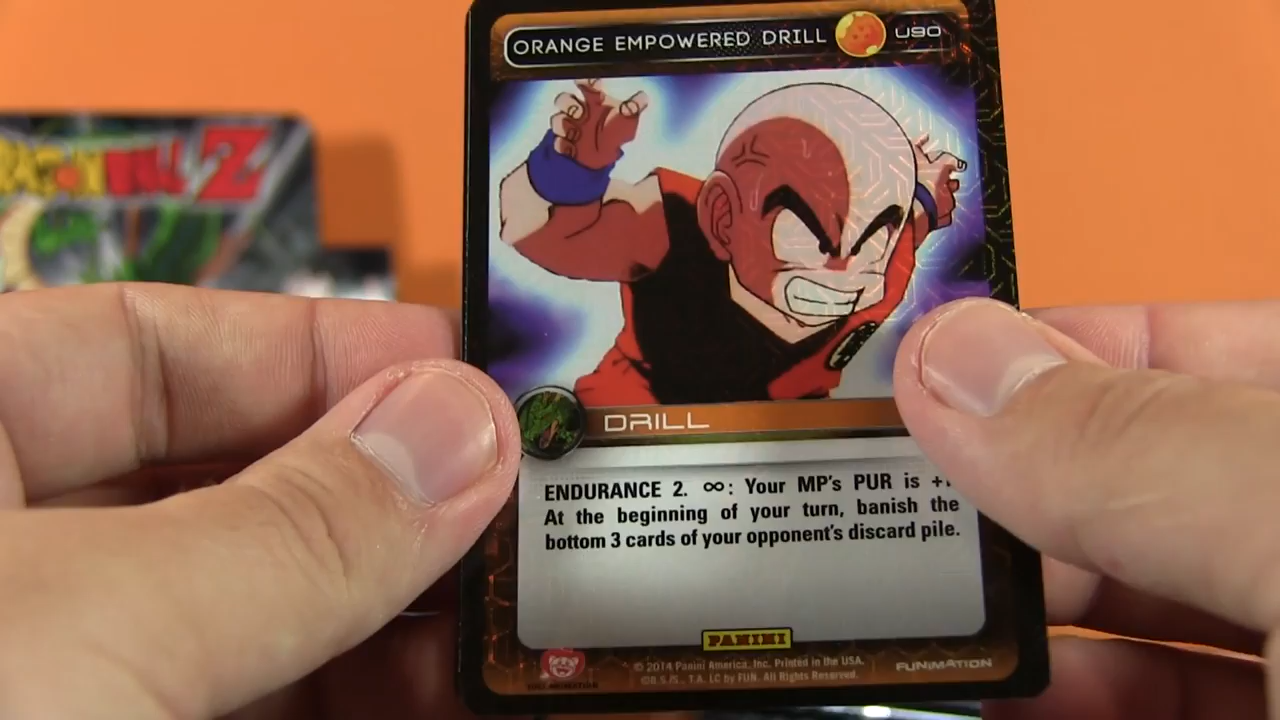 ORANGE EMPOWERED DRILL U90
DRAGON BALL Z
DRILL
ENDURANCE 2. ∞: Your MP's PUR is
At the beginning of your turn, banish the
bottom 3 cards of your opponent's discard pile.
PANINI
© 2014 Panini America, Inc. Printed in the USA.
©B.S./S., T.A. LC by FUN. All Rights Reserved.
FUNIMATION